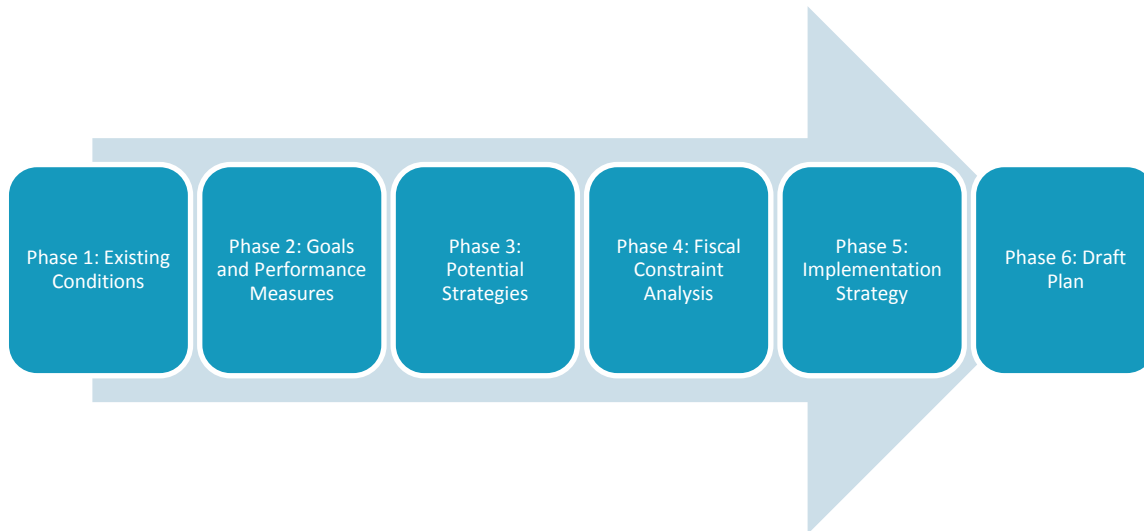 Phase 1: Existing
Conditions
Phase 2: Goals
and Performance
Measures
Phase 3:
Potential
Strategies
Phase 4: Fiscal
Constraint
Analysis
Phase 5:
Implementation
Strategy
Phase 6: Draft
Plan